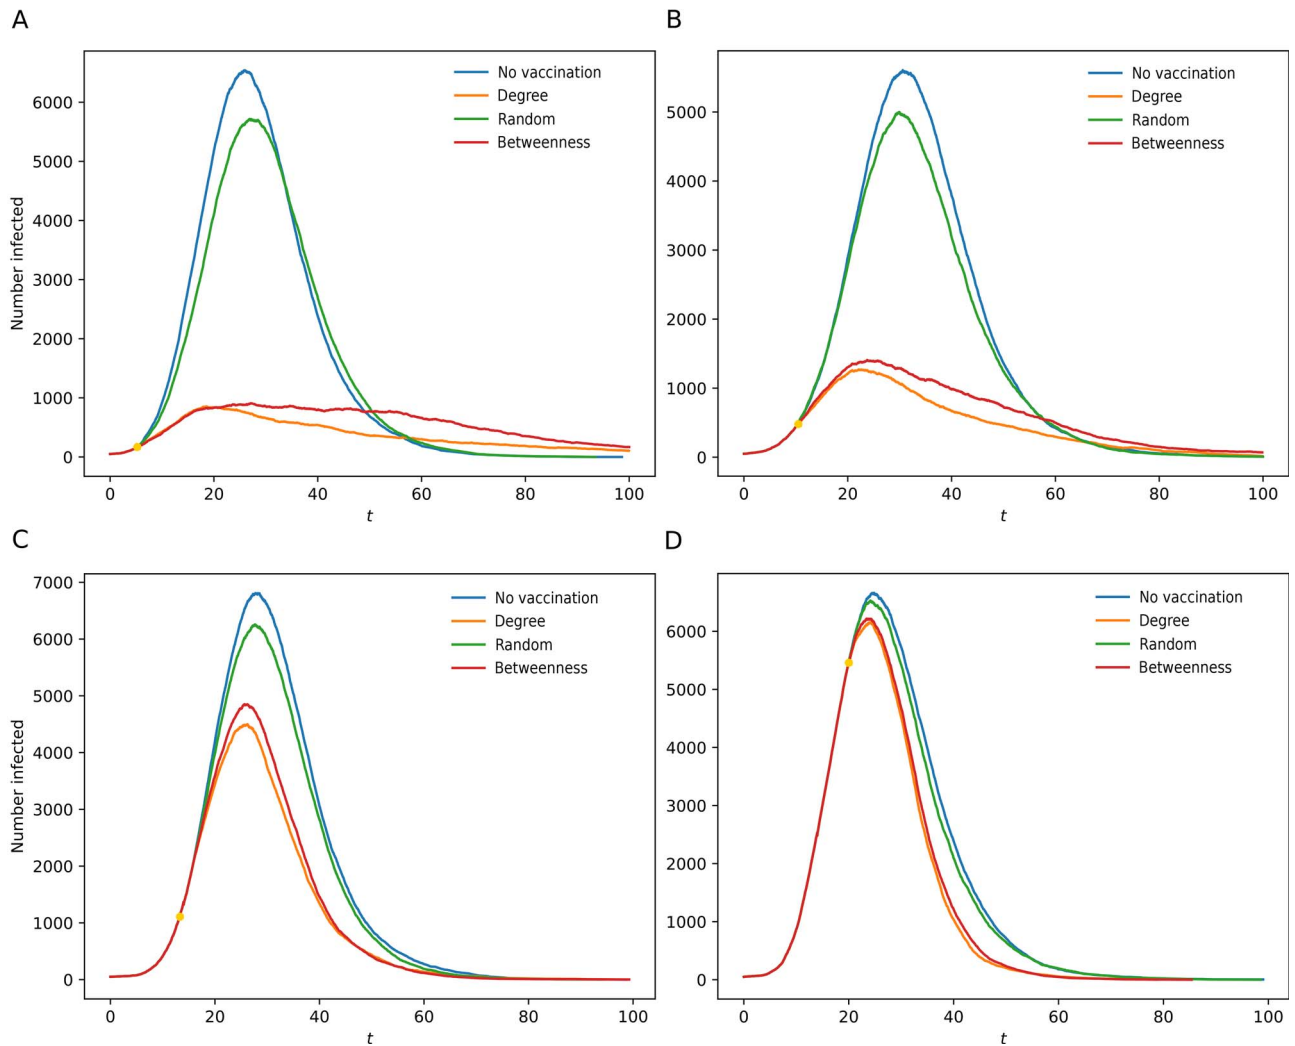 A
No vaccination
Degree
Random
Betweenness
Number infected
6000
5000
4000
3000
2000
1000
0
0 20 40 60 80 100
t
B
No vaccination
Degree
Random
Betweenness
5000
4000
3000
2000
1000
0
0 20 40 60 80 100
t
C
No vaccination
Degree
Random
Betweenness
Number infected
7000
6000
5000
4000
3000
2000
1000
0
0 20 40 60 80 100
t
D
No vaccination
Degree
Random
Betweenness
6000
5000
4000
3000
2000
1000
0
0 20 40 60 80 100
t